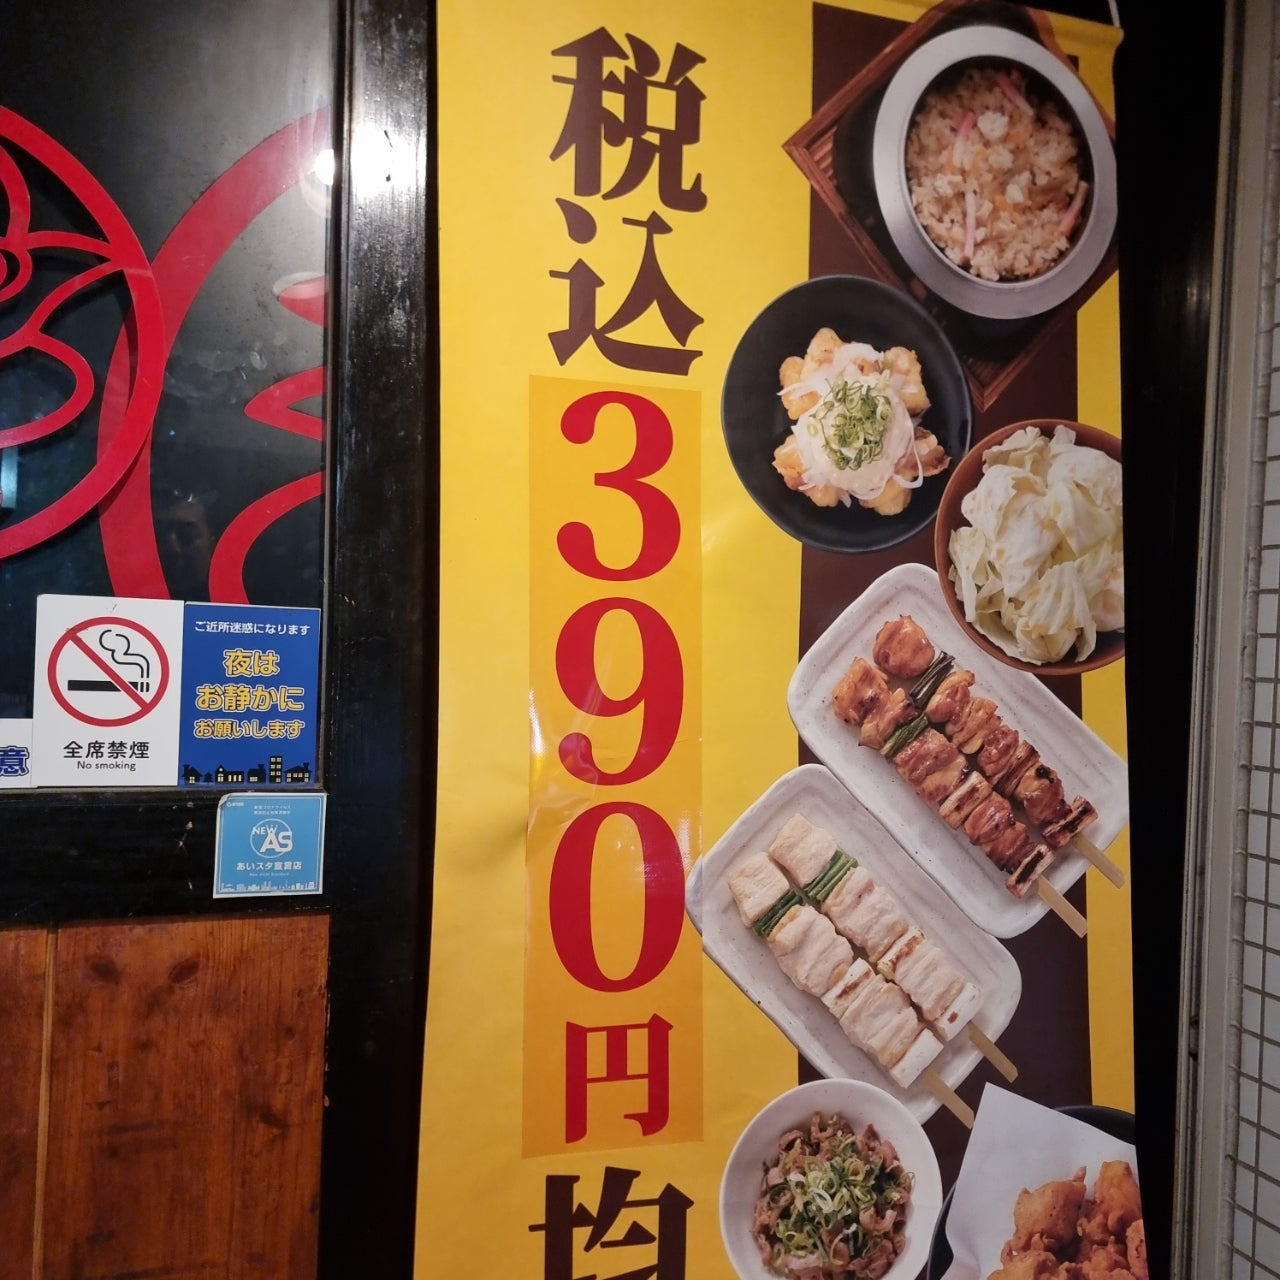 税込390円均
全席禁煙
No smoking
ご近所迷惑になります
夜は
お静かに
お願いします
意
NEW
AS
あいスタ宣言店